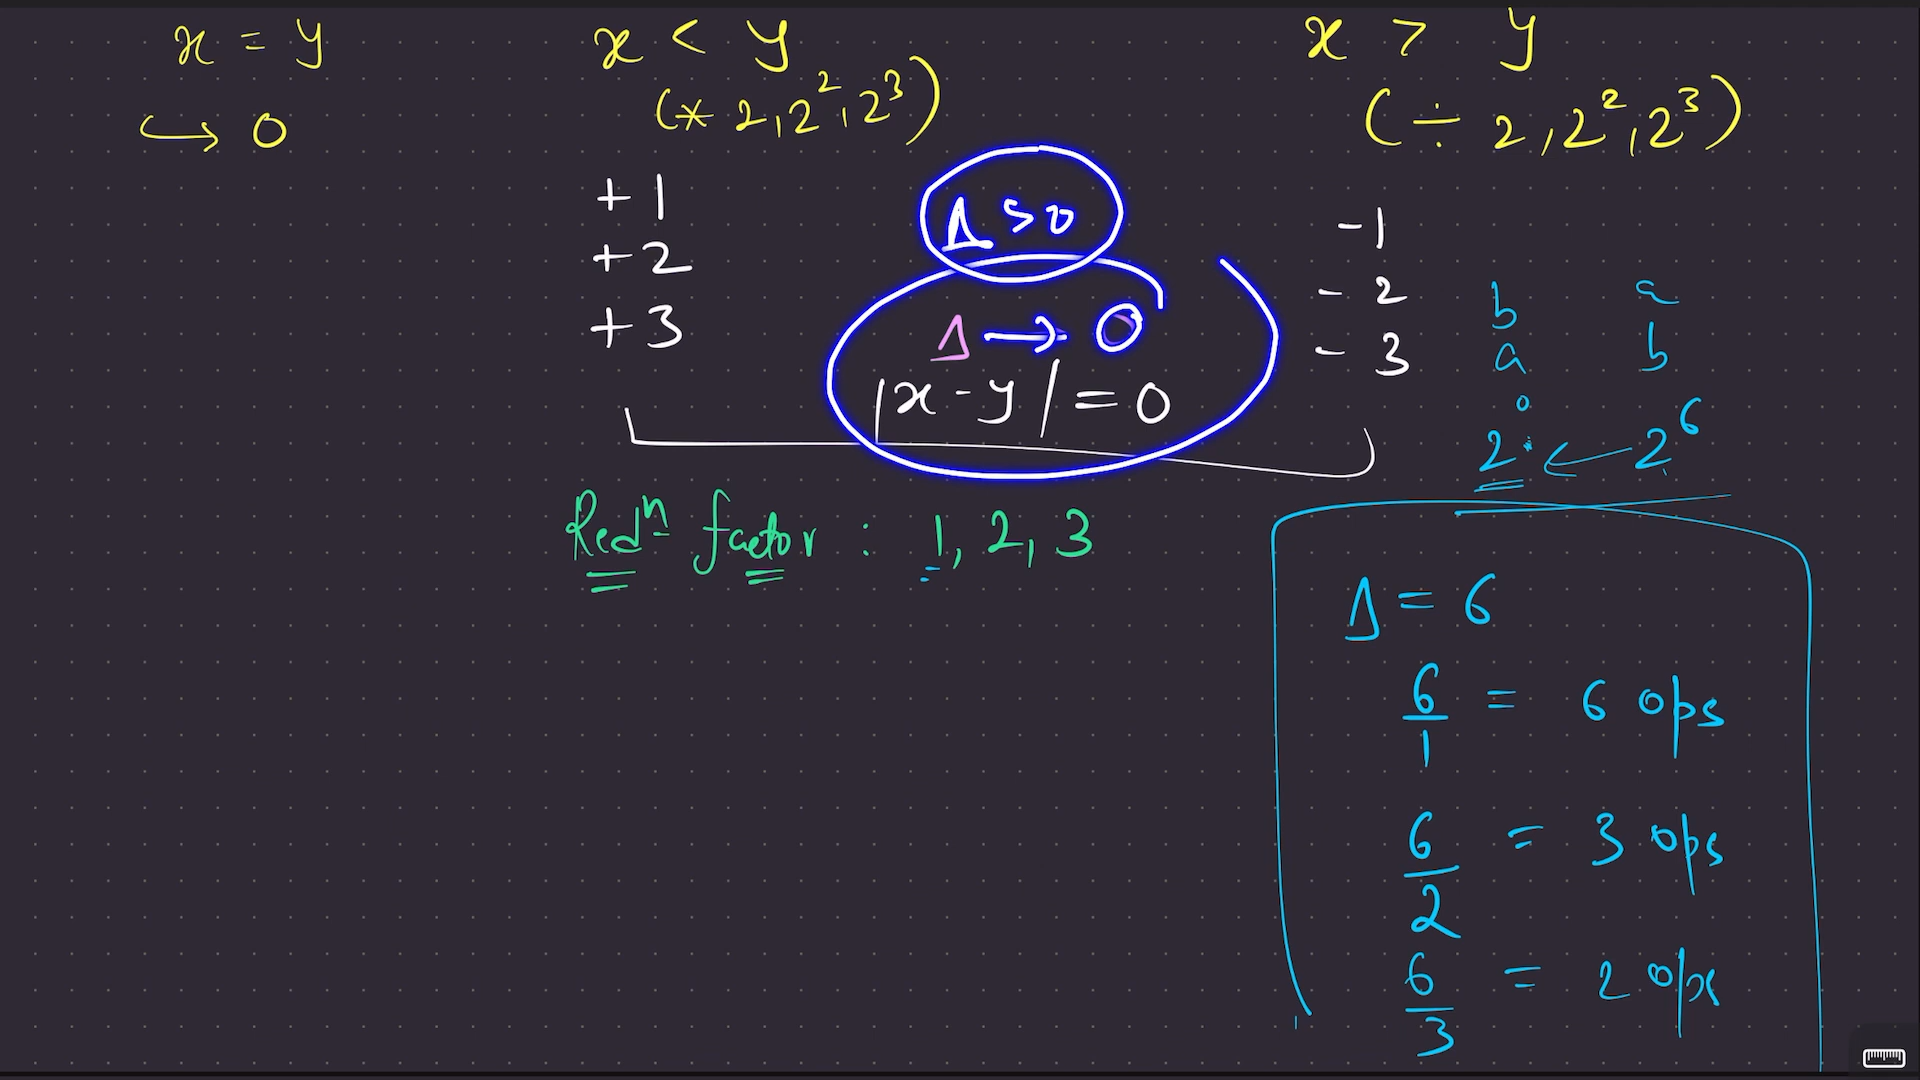 x = y
↪ 0
x < y
(* 2, 2², 2³)
+ 1
+ 2
+ 3
Δ > 0
Δ → 0
|x - y| = 0
x > y
(÷ 2, 2², 2³)
- 1
- 2
- 3
b a
a b
2⁰ ← 2⁶
Redⁿ factor : 1, 2, 3
Δ = 6
6/1 = 6 ops
6/2 = 3 ops
6/3 = 2 ops